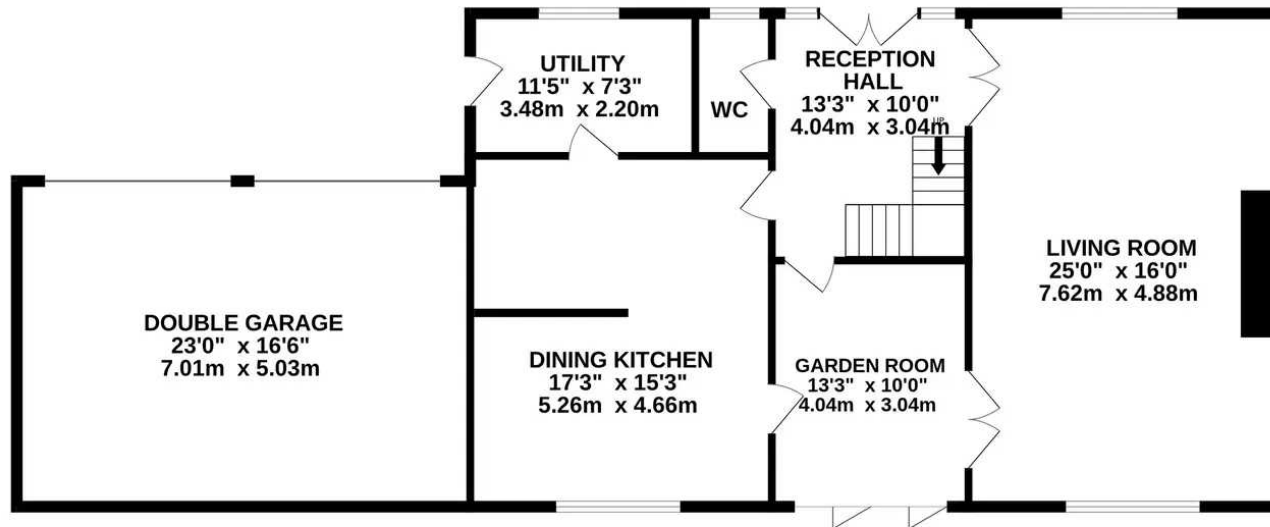 UTILITY
11'5" x 7'3"
3.48m x 2.20m
WC
RECEPTION
HALL
13'3" x 10'0"
4.04m x 3.04m
UP
LIVING ROOM
25'0" x 16'0"
7.62m x 4.88m
DOUBLE GARAGE
23'0" x 16'6"
7.01m x 5.03m
DINING KITCHEN
17'3" x 15'3"
5.26m x 4.66m
GARDEN ROOM
13'3" x 10'0"
4.04m x 3.04m